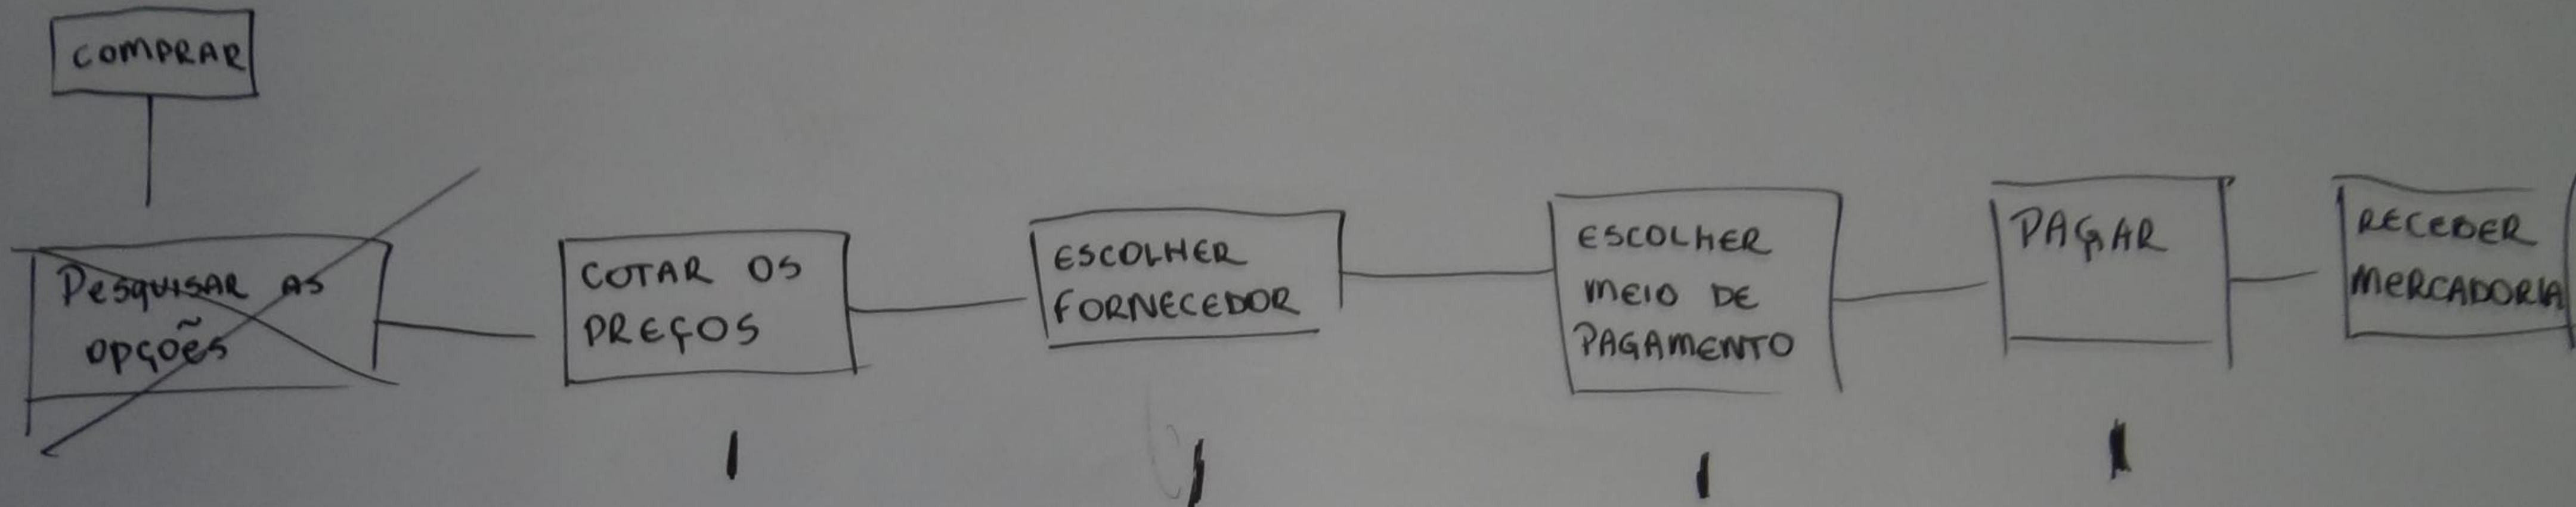 COMPRAR
Pesquisar as
opções
COTAR OS
PREÇOS
ESCOLHER
FORNECEDOR
ESCOLHER
MEIO DE
PAGAMENTO
PAGAR
RECEBER
MERCADORIA